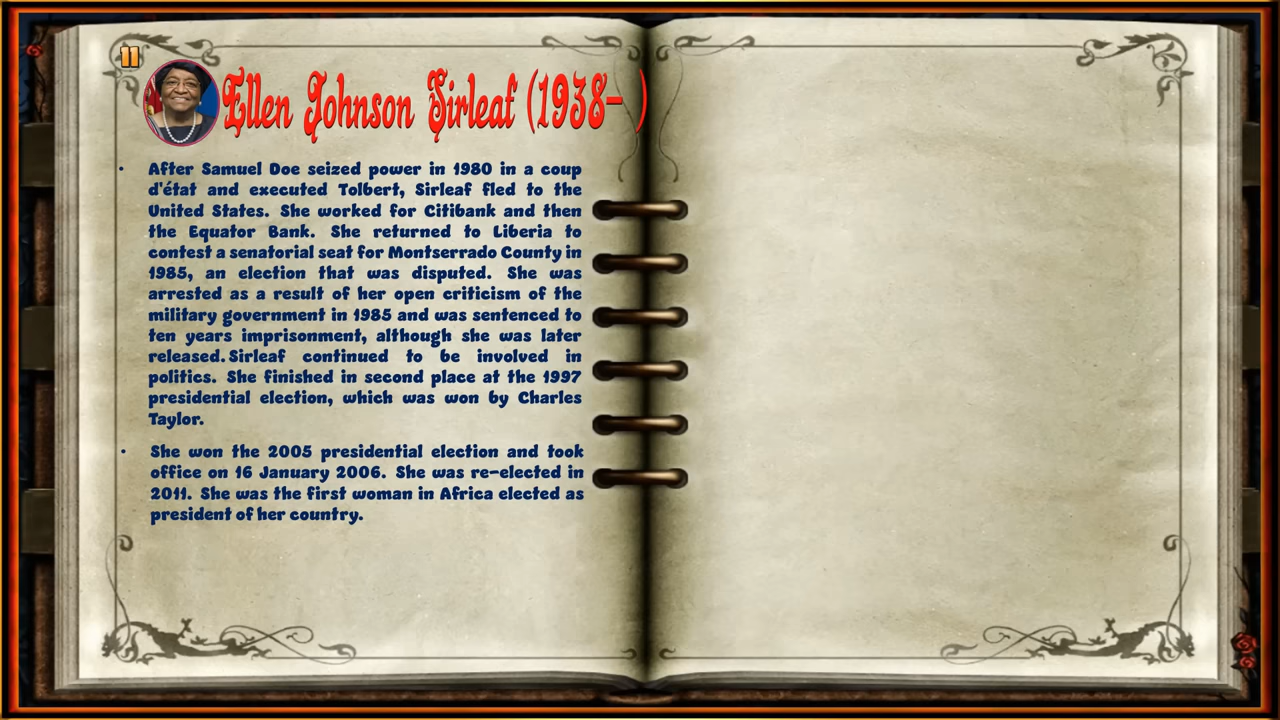 11
Ellen Johnson Sirleaf (1938- )
• After Samuel Doe seized power in 1980 in a coup
d'état and executed Tolbert, Sirleaf fled to the
United States. She worked for Citibank and then
the Equator Bank. She returned to Liberia to
contest a senatorial seat for Montserrado County in
1985, an election that was disputed. She was
arrested as a result of her open criticism of the
military government in 1985 and was sentenced to
ten years imprisonment, although she was later
released. Sirleaf continued to be involved in
politics. She finished in second place at the 1997
presidential election, which was won by Charles
Taylor.
• She won the 2005 presidential election and took
office on 16 January 2006. She was re-elected in
2011. She was the first woman in Africa elected as
president of her country.